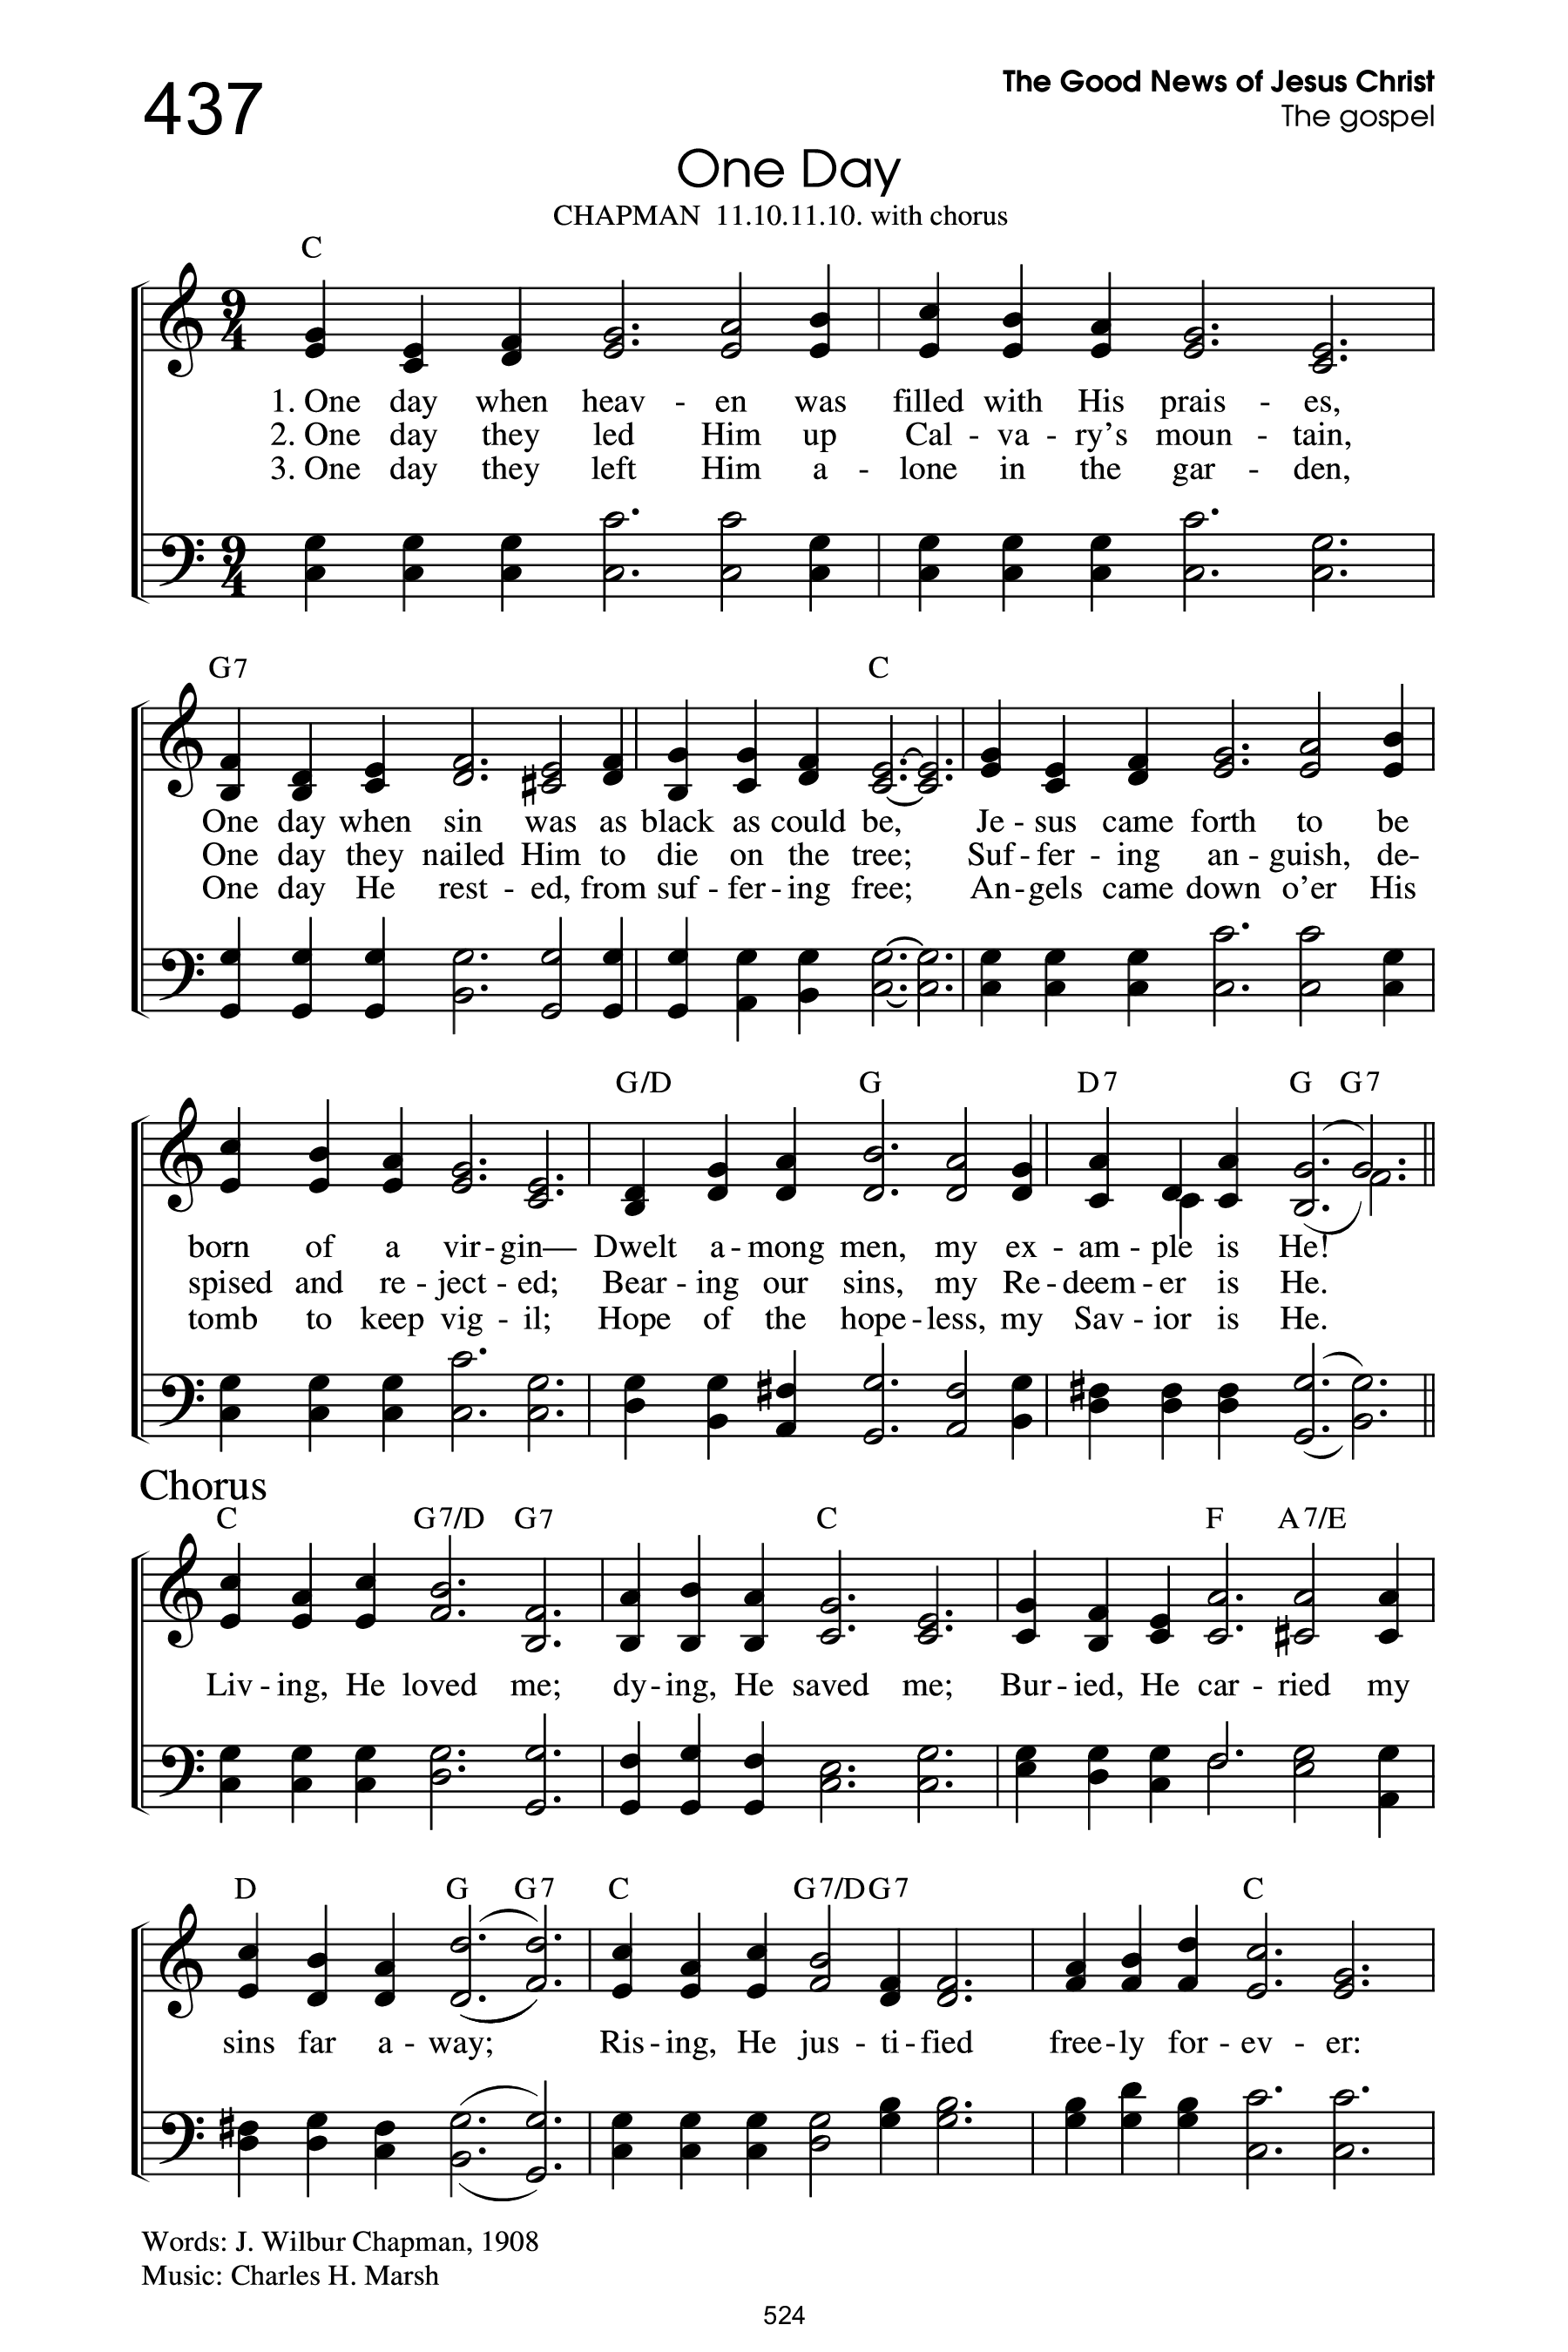 437
The Good News of Jesus Christ
The gospel
One Day
CHAPMAN 11.10.11.10. with chorus
C
9
4
1. One day when heav - en was filled with His prais - es,
2. One day they led Him up Cal - va - ry's moun - tain,
3. One day they left Him a - lone in the gar - den,
9
4
G7 C
One day when sin was as black as could be, Je - sus came forth to be
One day they nailed Him to die on the tree; Suf - fer - ing an - guish, de-
One day He rest - ed, from suf - fer - ing free; An - gels came down o'er His
G/D G D7 G G7
born of a vir - gin— Dwelt a - mong men, my ex - am - ple is He!
spised and re - ject - ed; Bear - ing our sins, my Re - deem - er is He.
tomb to keep vig - il; Hope of the hope - less, my Sav - ior is He.
Chorus
C G7/D G7 C F A7/E
Liv - ing, He loved me; dy - ing, He saved me; Bur - ied, He car - ried my
D G G7 C G7/D G7 C
sins far a - way; Ris - ing, He jus - ti - fied free - ly for - ev - er:
Words: J. Wilbur Chapman, 1908
Music: Charles H. Marsh
524